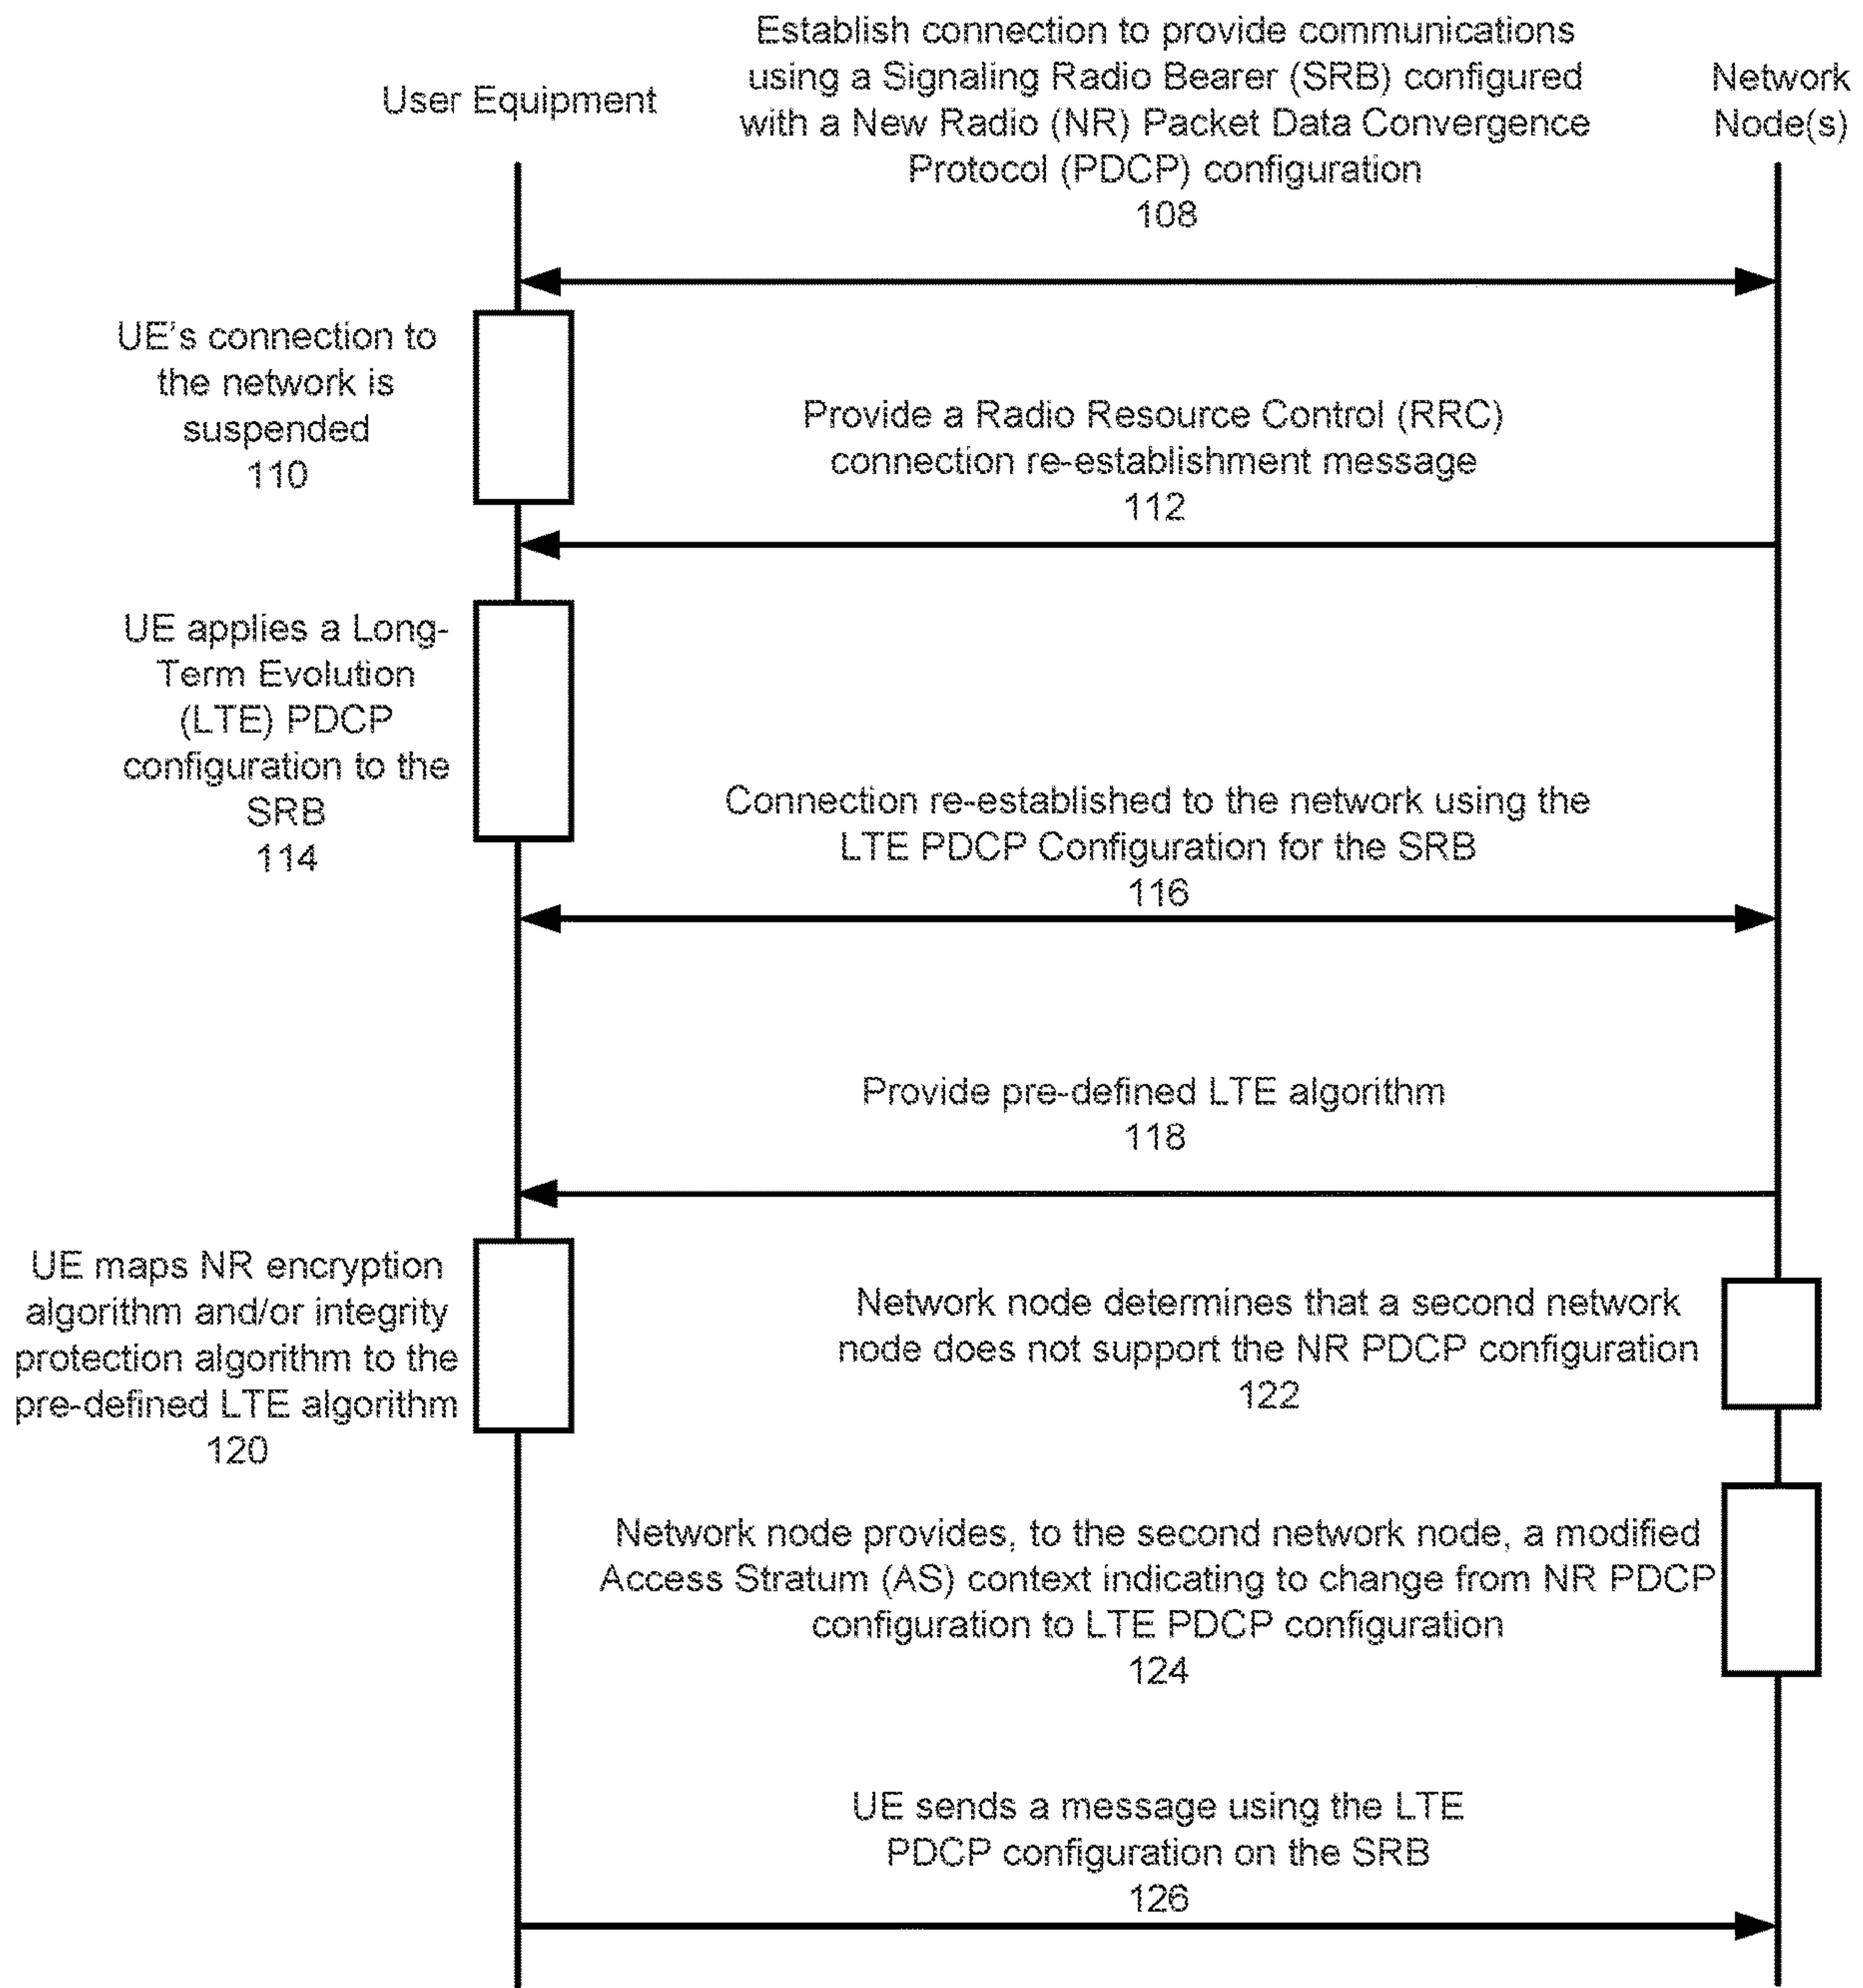 User Equipment
Establish connection to provide communications
using a Signaling Radio Bearer (SRB) configured
with a New Radio (NR) Packet Data Convergence
Protocol (PDCP) configuration
108
Network
Node(s)
UE's connection to
the network is
suspended
110
Provide a Radio Resource Control (RRC)
connection re-establishment message
112
UE applies a Long-
Term Evolution
(LTE) PDCP
configuration to the
SRB
114
Connection re-established to the network using the
LTE PDCP Configuration for the SRB
116
Provide pre-defined LTE algorithm
118
UE maps NR encryption
algorithm and/or integrity
protection algorithm to the
pre-defined LTE algorithm
120
Network node determines that a second network
node does not support the NR PDCP configuration
122
Network node provides, to the second network node, a modified
Access Stratum (AS) context indicating to change from NR PDCP
configuration to LTE PDCP configuration
124
UE sends a message using the LTE
PDCP configuration on the SRB
126